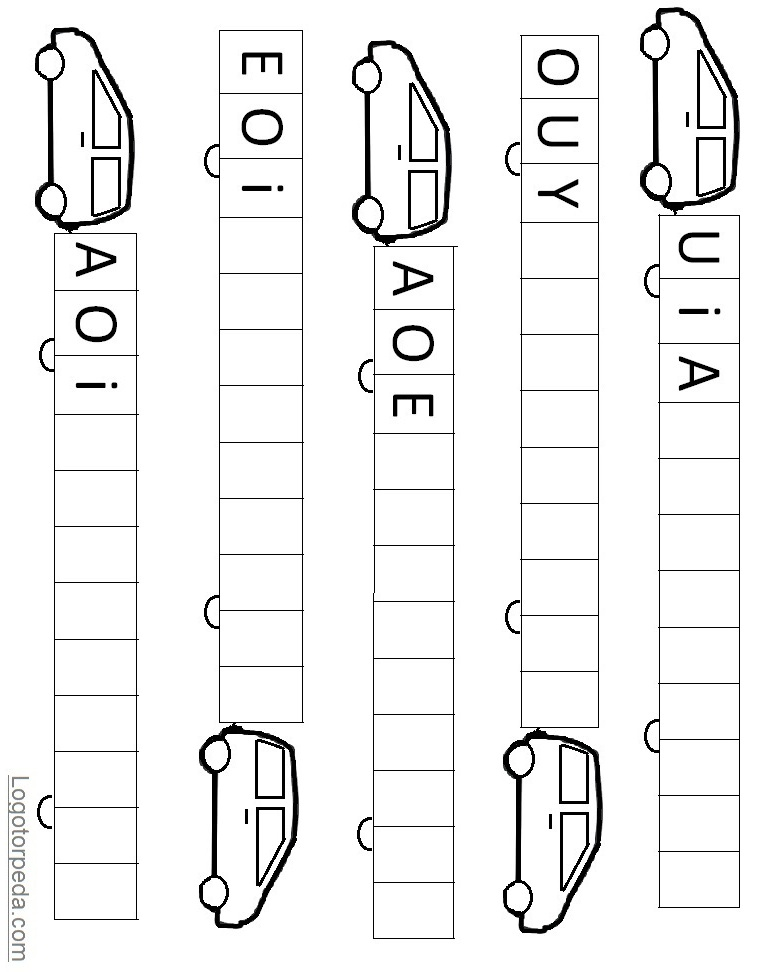 U i A
O U Y
A O E
E O i
A O i
Logotorpeda.com